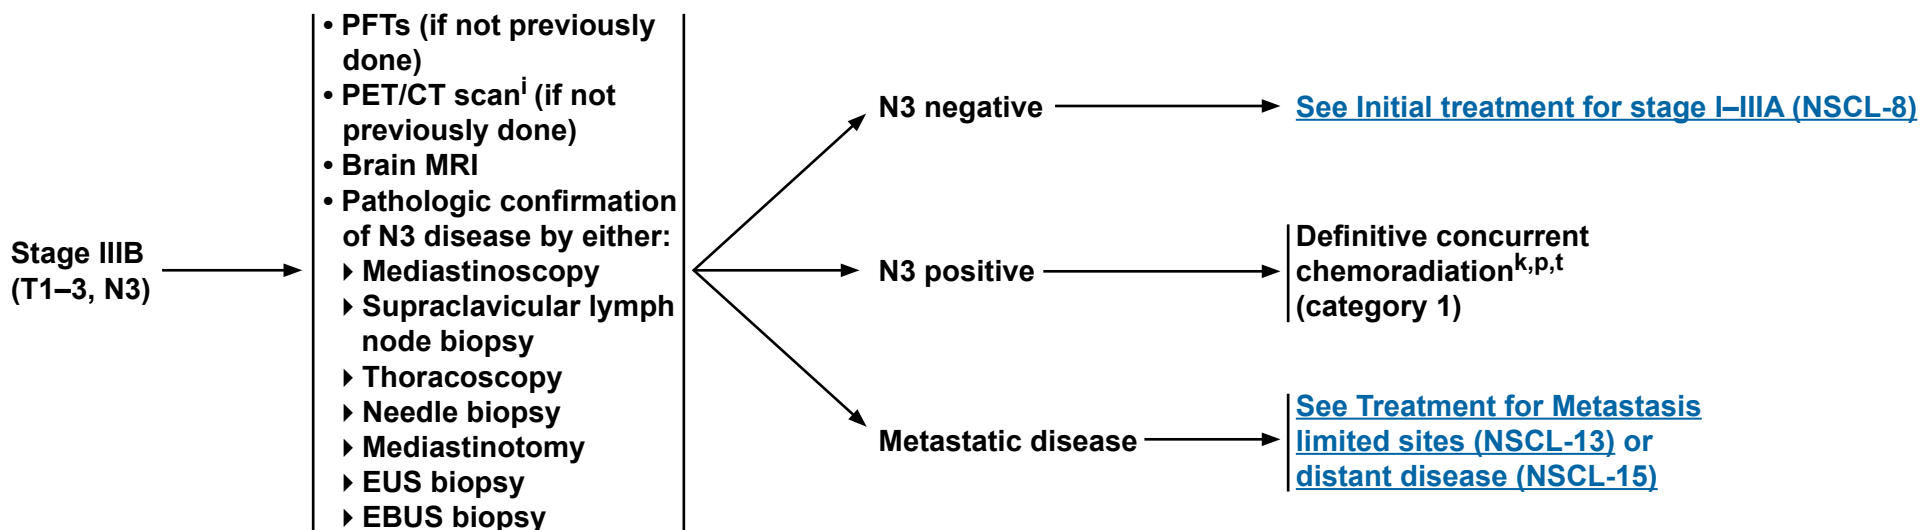 Stage IIIB
(T1–3, N3)
• PFTs (if not previously
done)
• PET/CT scanⁱ (if not
previously done)
• Brain MRI
• Pathologic confirmation
of N3 disease by either:
▸ Mediastinoscopy
▸ Supraclavicular lymph
node biopsy
▸ Thoracoscopy
▸ Needle biopsy
▸ Mediastinotomy
▸ EUS biopsy
▸ EBUS biopsy
N3 negative
See Initial treatment for stage I–IIIA (NSCL-8)
N3 positive
Definitive concurrent
chemoradiationᵏ,ᵖ,ᵗ
(category 1)
Metastatic disease
See Treatment for Metastasis
limited sites (NSCL-13) or
distant disease (NSCL-15)